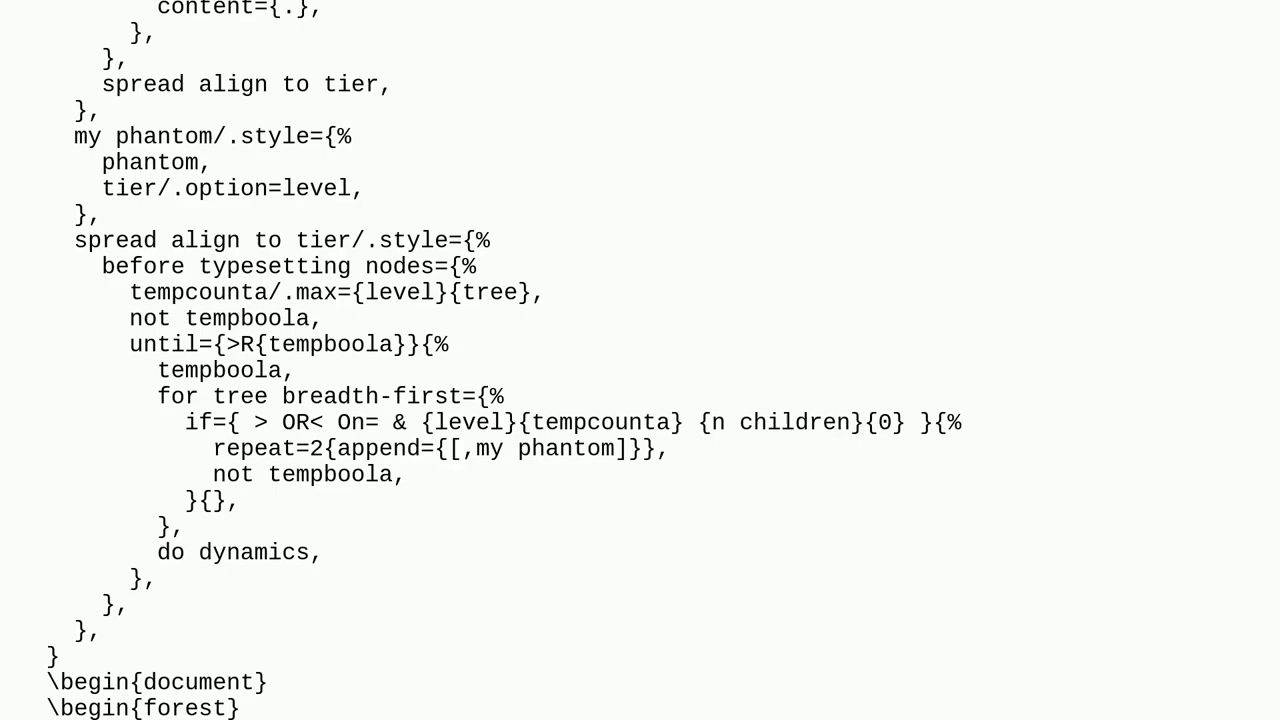 content={.},
},
},
spread align to tier,
},
my phantom/.style={%
phantom,
tier/.option=level,
},
spread align to tier/.style={%
before typesetting nodes={%
tempcounta/.max={level}{tree},
not tempboola,
until={>R{tempboola}}{%
tempboola,
for tree breadth-first={%
if={ > OR< On= & {level}{tempcounta} {n children}{0} }{%
repeat=2{append={[,my phantom]}},
not tempboola,
}{},
},
do dynamics,
},
},
},
}
\begin{document}
\begin{forest}